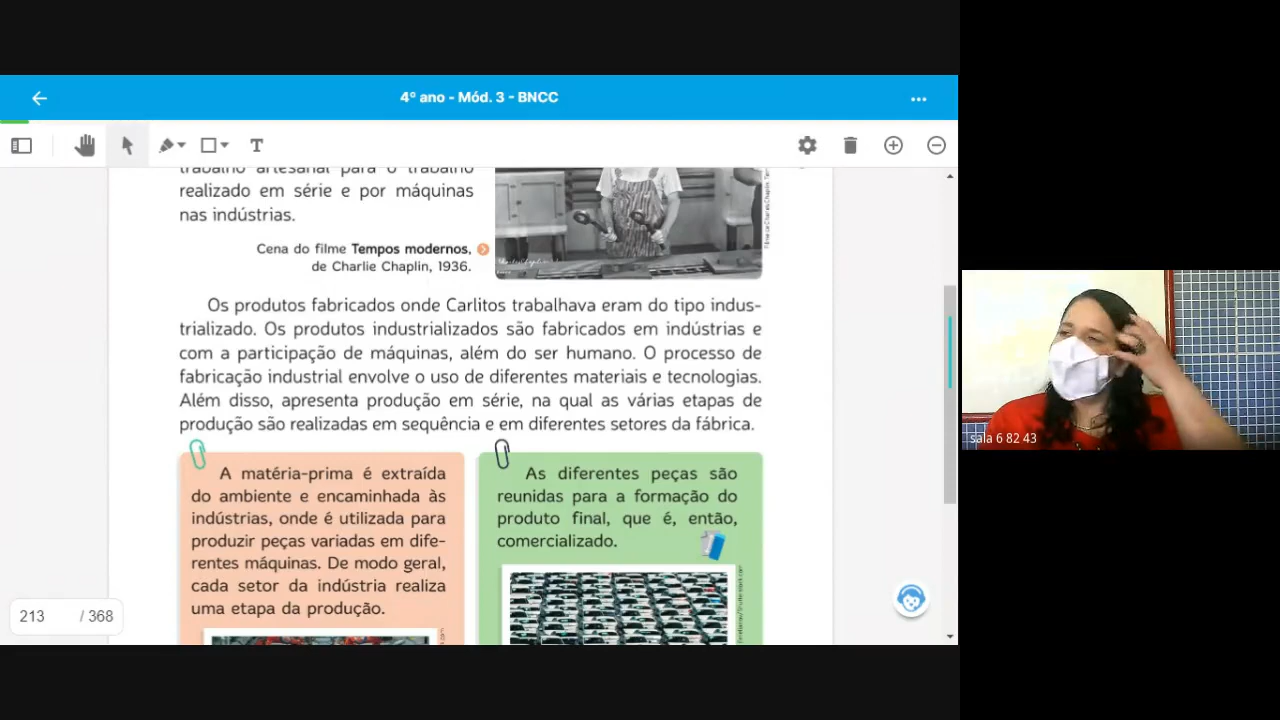 4º ano - Mód. 3 - BNCC
T
trabalho artesanal para o trabalho
realizado em série e por máquinas
nas indústrias.
Cena do filme Tempos modernos,
de Charlie Chaplin, 1936.
Os produtos fabricados onde Carlitos trabalhava eram do tipo indus-
trializado. Os produtos industrializados são fabricados em indústrias e
com a participação de máquinas, além do ser humano. O processo de
fabricação industrial envolve o uso de diferentes materiais e tecnologias.
Além disso, apresenta produção em série, na qual as várias etapas de
produção são realizadas em sequência e em diferentes setores da fábrica.
A matéria-prima é extraída
do ambiente e encaminhada às
indústrias, onde é utilizada para
produzir peças variadas em dife-
rentes máquinas. De modo geral,
cada setor da indústria realiza
uma etapa da produção.
As diferentes peças são
reunidas para a formação do
produto final, que é, então,
comercializado.
213 / 368
sala 6 82 43